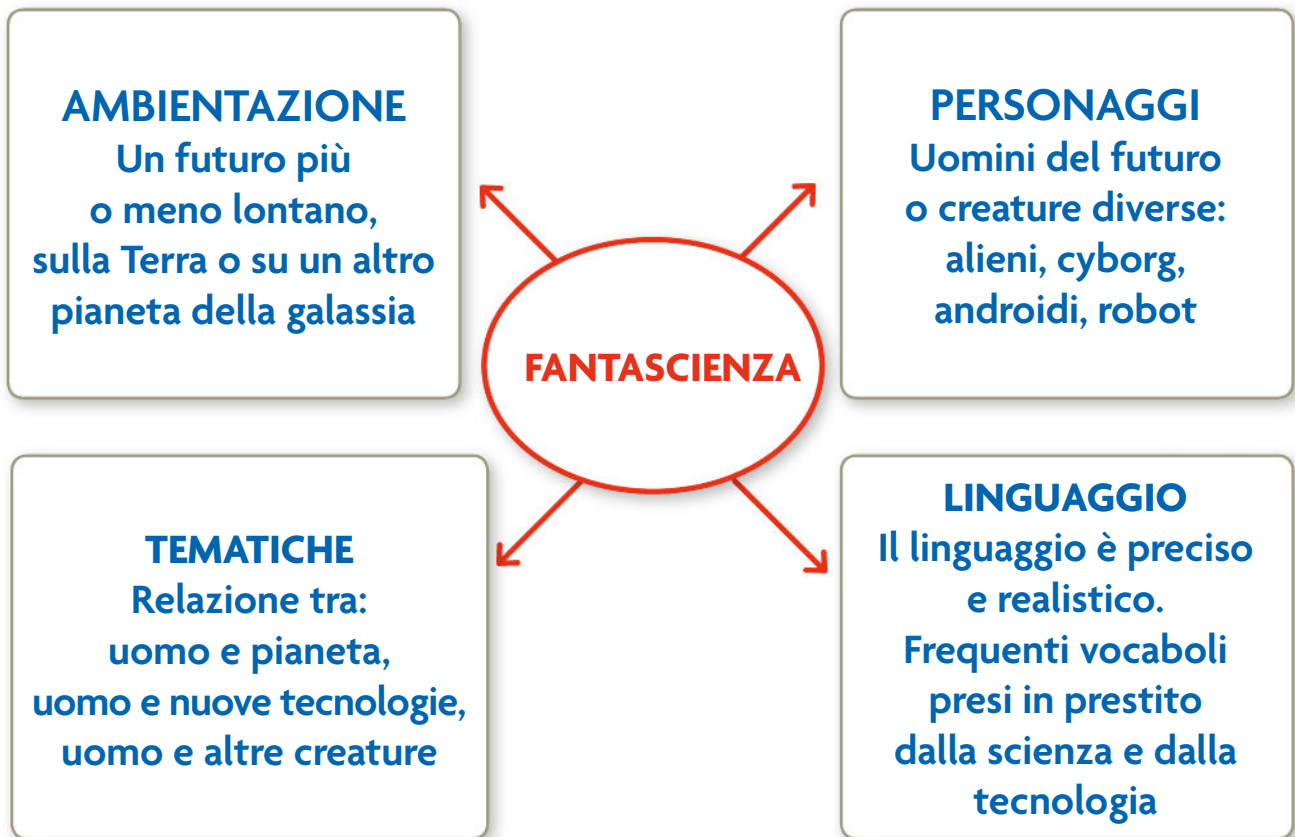 AMBIENTAZIONE
Un futuro più
o meno lontano,
sulla Terra o su un altro
pianeta della galassia
PERSONAGGI
Uomini del futuro
o creature diverse:
alieni, cyborg,
androidi, robot
FANTASCIENZA
TEMATICHE
Relazione tra:
uomo e pianeta,
uomo e nuove tecnologie,
uomo e altre creature
LINGUAGGIO
Il linguaggio è preciso
e realistico.
Frequenti vocaboli
presi in prestito
dalla scienza e dalla
tecnologia